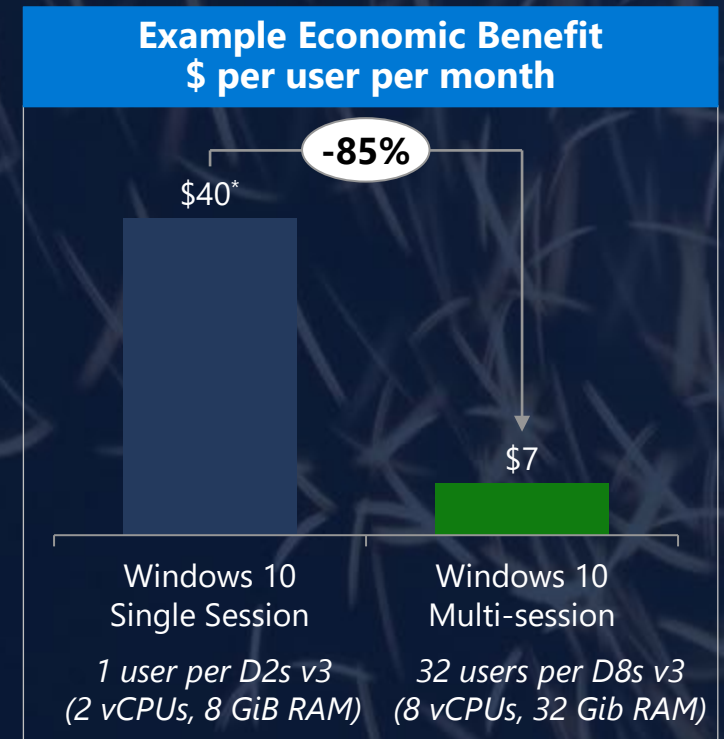 Example Economic Benefit
$ per user per month
-85%
$40*
$7
Windows 10
Single Session
Windows 10
Multi-session
1 user per D2s v3
(2 vCPUs, 8 GiB RAM)
32 users per D8s v3
(8 vCPUs, 32 Gib RAM)